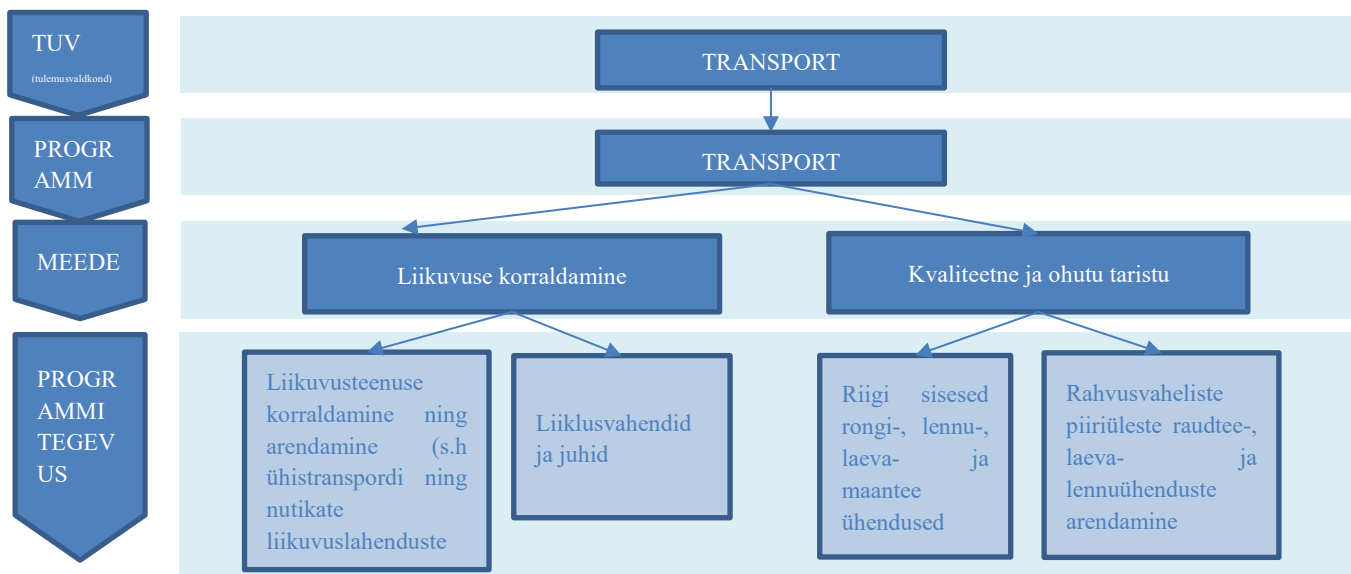 TUV
(tulemusvaldkond)
TRANSPORT
PROGR
AMM
TRANSPORT
MEEDE
Liikuvuse korraldamine
Kvaliteetne ja ohutu taristu
PROGR
AMMI
TEGEV
US
Liikuvusteenuse
korraldamine ning
arendamine (s.h
ühistranspordi ning
nutikate
liikuvuslahenduste
Liiklusvahendid
ja juhid
Riigi sisesed
rongi-, lennu-,
laeva- ja
maantee
ühendused
Rahvusvaheliste
piiriüleste raudtee-,
laeva- ja
lennuühenduste
arendamine